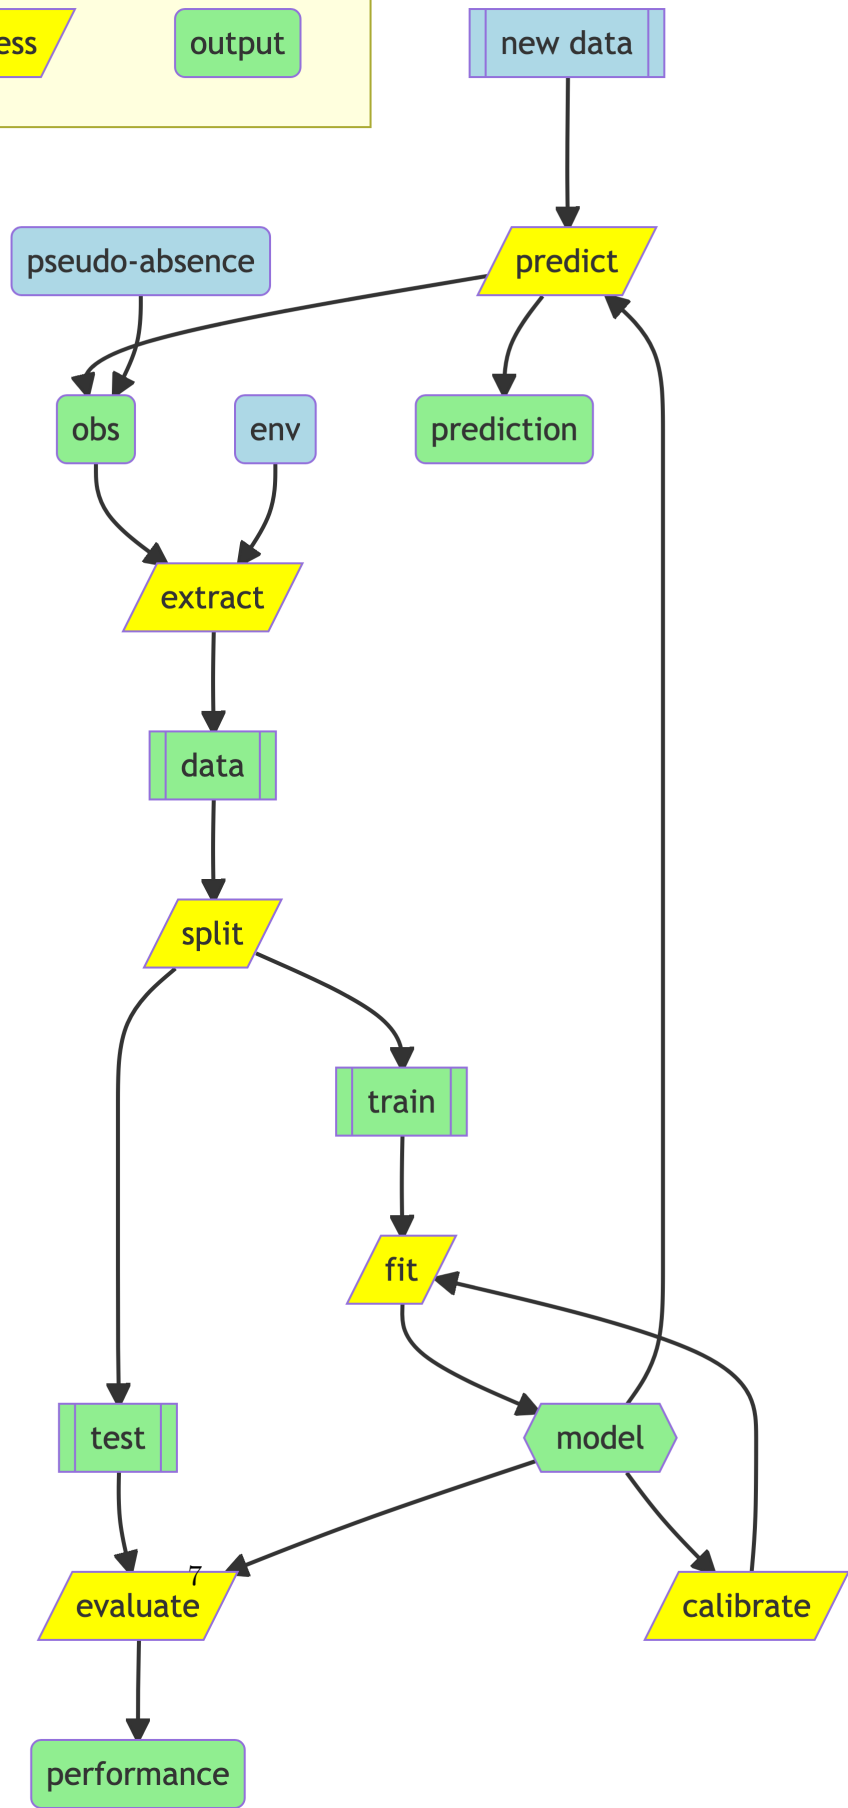 ess
output
new data
pseudo-absence
predict
obs
env
prediction
extract
data
split
train
fit
test
model
7
evaluate
calibrate
performance